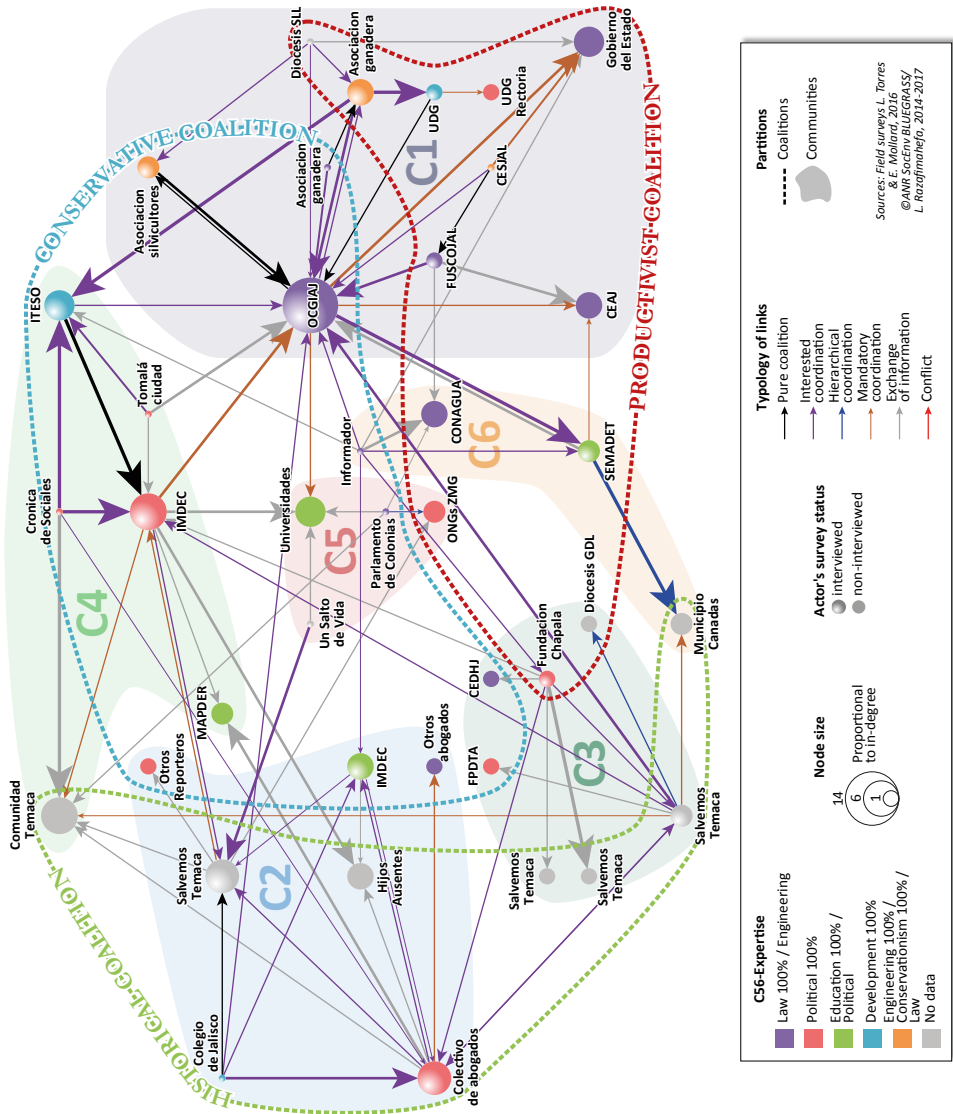 HISTORICAL COALITION
CONSERVATIVE COALITION
PRODUCTIVIST COALITION
C1
C2
C3
C4
C5
C6
Comunidad
Temaca
Cronica
de Sociales
ITESO
Asociacion
silvicultores
Diocesis SLL
Asociacion
ganadera
Tomalá
ciudad
IMDEC
Otros
Reporteros
MAPDER
Salvemos
Temaca
Colegio
de Jalisco
Un Salto
de Vida
Universidades
OCGIAJ
Asociacion
ganadera
UDG
UDG
Rectoria
CESJAL
Gobierno
del Estado
Informador
Parlamento
de Colonias
IMDEC
Hijos
Ausentes
CEDHJ
Otros
abogados
Colectivo
de abogados
ONGs ZMG
CONAGUA
FUSCOJAL
FPDTA
Fundacion
Chapala
Diocesis GDL
SEMADET
CEAJ
Salvemos
Temaca
Salvemos
Temaca
Salvemos
Temaca
Municipio
Canadas
C56-Expertise
Law 100% / Engineering
Political 100%
Education 100% /
Political
Development 100%
Engineering 100% /
Conservationism 100% /
Law
No data
Node size
14
6
1
Proportional
to in-degree
Actor's survey status
interviewed
non-interviewed
Typology of links
Pure coalition
Interested
coordination
Hierarchical
coordination
Mandatory
coordination
Exchange
of information
Conflict
Partitions
Coalitions
Communities
Sources: Field surveys L. Torres
& E. Mollard, 2016
©ANR SocEnv BLUEGRASS/
L. Razafimahefa, 2014-2017